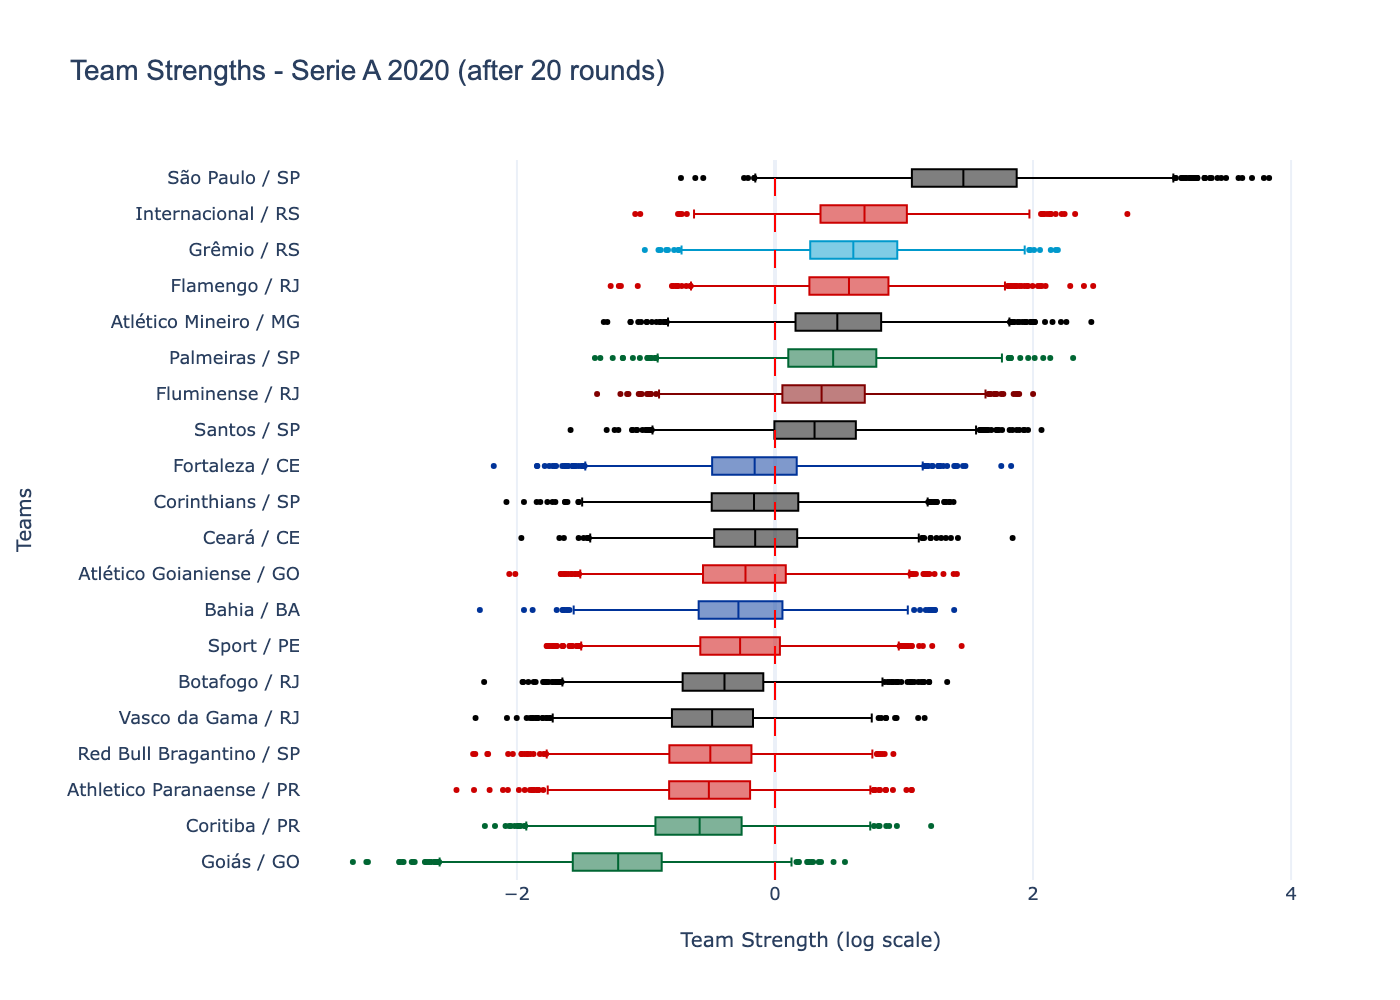 Team Strengths - Serie A 2020 (after 20 rounds)
São Paulo / SP
Internacional / RS
Grêmio / RS
Flamengo / RJ
Atlético Mineiro / MG
Palmeiras / SP
Fluminense / RJ
Santos / SP
Fortaleza / CE
Corinthians / SP
Ceará / CE
Atlético Goianiense / GO
Bahia / BA
Sport / PE
Botafogo / RJ
Vasco da Gama / RJ
Red Bull Bragantino / SP
Athletico Paranaense / PR
Coritiba / PR
Goiás / GO
Teams
−2 0 2 4
Team Strength (log scale)